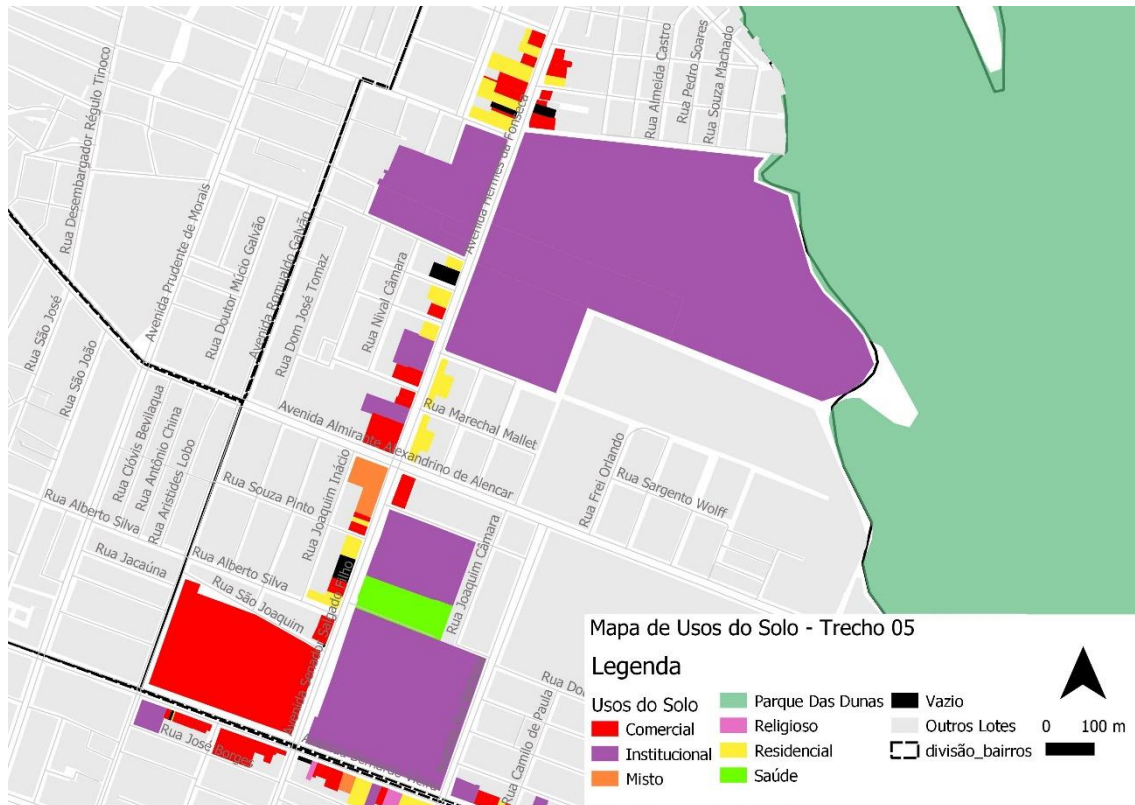 Rua Desembargador Régulo Tinoco
Avenida Prudente de Morais
Rua Doutor Múcio Galvão
Avenida Romualdo Galvão
Rua Dom José Tomaz
Rua Nival Câmara
Avenida Hermes da Fonseca
Rua Almeida Castro
Rua Pedro Soares
Rua Souza Machado
Rua São José
Rua São João
Rua Clóvis Bevilaqua
Rua Antônio China
Rua Aristides Lobo
Avenida Almirante Alexandrino de Alencar
Rua Marechal Mallet
Rua Frei Orlando
Rua Sargento Wolff
Rua Souza Pinto
Rua Joaquim Inácio
Rua Alberto Silva
Rua Jacaúna
Rua Alberto Silva
Rua São Joaquim
Avenida Senador Salgado Filho
Rua Joaquim Câmara
Rua José Borges
Rua Camilo de Paula
Mapa de Usos do Solo - Trecho 05
Legenda
Usos do Solo
Comercial
Institucional
Misto
Parque Das Dunas
Religioso
Residencial
Saúde
Vazio
Outros Lotes
divisão_bairros
0 100 m